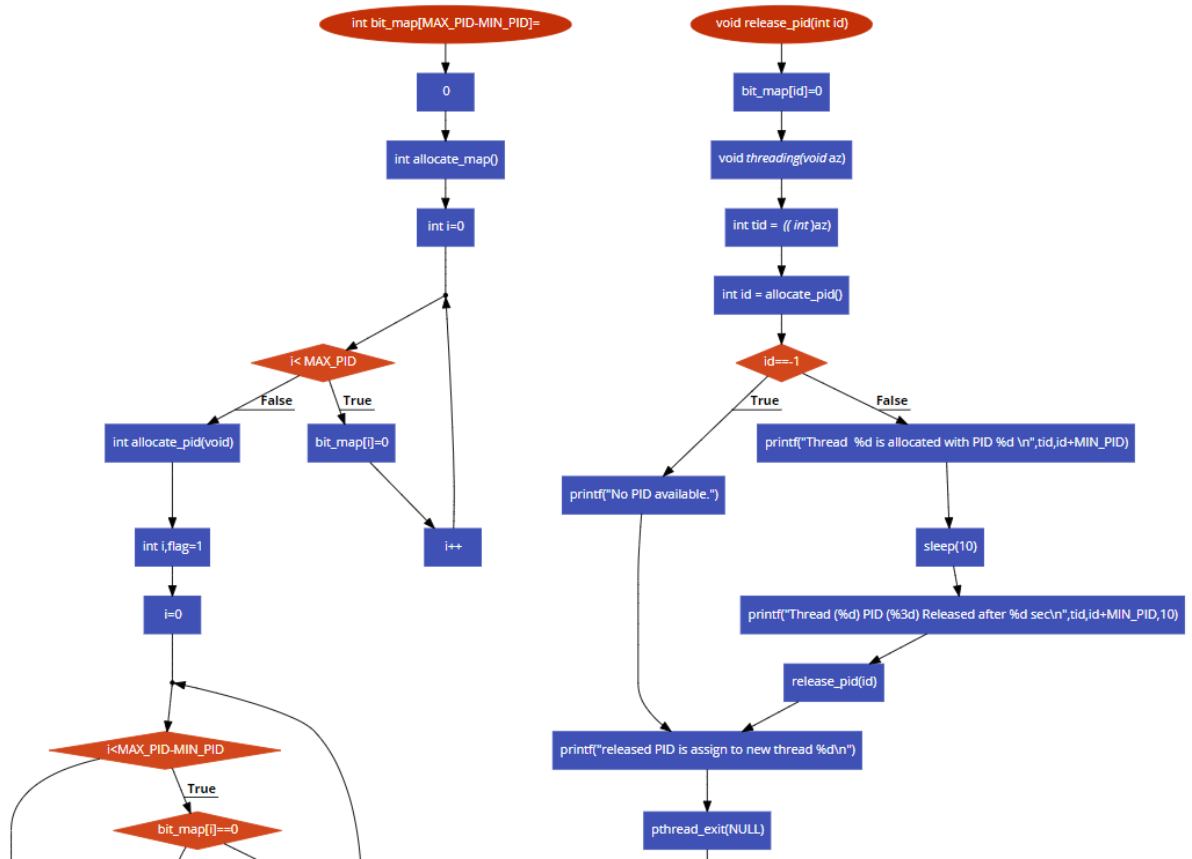 int bit_map[MAX_PID-MIN_PID]=
0
int allocate_map()
int i=0
i< MAX_PID
False
True
int allocate_pid(void)
bit_map[i]=0
int i,flag=1
i++
i=0
i<MAX_PID-MIN_PID
True
bit_map[i]==0
void release_pid(int id)
bit_map[id]=0
void threading(void az)
int tid = (( int )az)
int id = allocate_pid()
id==-1
True
False
printf("Thread  %d is allocated with PID %d \n",tid,id+MIN_PID)
printf("No PID available.")
sleep(10)
printf("Thread (%d) PID (%3d) Released after %d sec\n",tid,id+MIN_PID,10)
release_pid(id)
printf("released PID is assign to new thread %d\n")
pthread_exit(NULL)